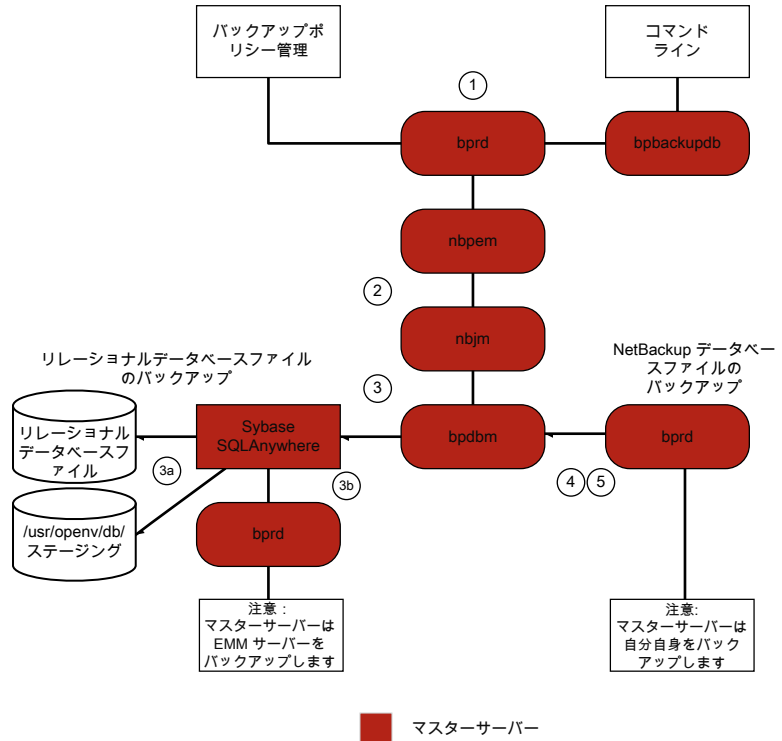 バックアップポ
リシー管理
コマンド
ライン
①
bprd
bpbackupdb
nbpem
②
nbjm
リレーショナルデータベースファイル
のバックアップ
NetBackup データベー
スファイルの
バックアップ
③
リレーショナル
データベースフ
ァイル
Sybase
SQLAnywhere
bpdbm
bprd
3a
3b
④ ⑤
/usr/openv/db/
ステージング
bprd
注意：
マスターサーバーは
EMM サーバーを
バックアップします
注意:
マスターサーバーは
自分自身をバック
アップします
マスターサーバー